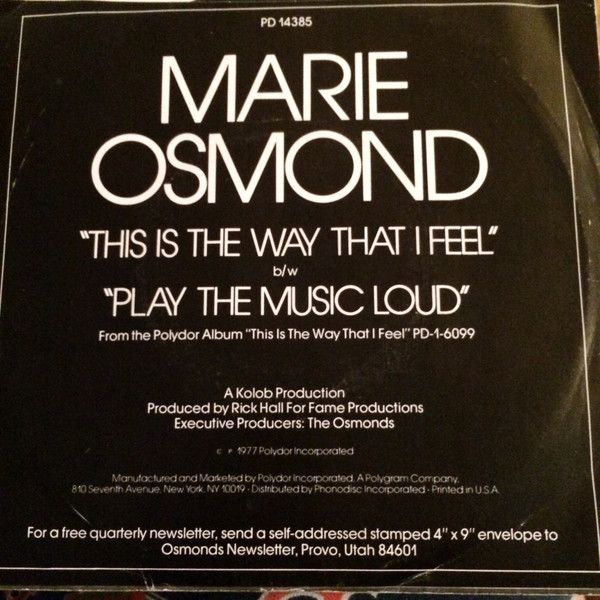 PD 14385
MARIE
OSMOND
"THIS IS THE WAY THAT I FEEL"
b/w
"PLAY THE MUSIC LOUD"
From the Polydor Album "This Is The Way That I Feel" PD-1-6099
A Kolob Production
Produced by Rick Hall For Fame Productions
Executive Producers: The Osmonds
© ℗ 1977 Polydor Incorporated
Manufactured and Marketed by Polydor Incorporated, A Polygram Company,
810 Seventh Avenue, New York, NY 10019 • Distributed by Phonodisc Incorporated • Printed in U.S.A.
For a free quarterly newsletter, send a self-addressed stamped 4" x 9" envelope to
Osmonds Newsletter, Provo, Utah 84601